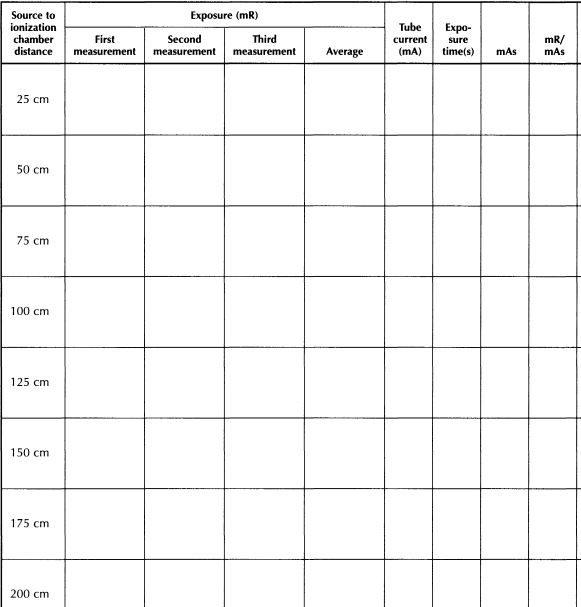 Source to
ionization
chamber
distance
Exposure (mR)
First
measurement
Second
measurement
Third
measurement
Average
Tube
current
(mA)
Expo-
sure
time(s)
mAs
mR/
mAs
25 cm
50 cm
75 cm
100 cm
125 cm
150 cm
175 cm
200 cm